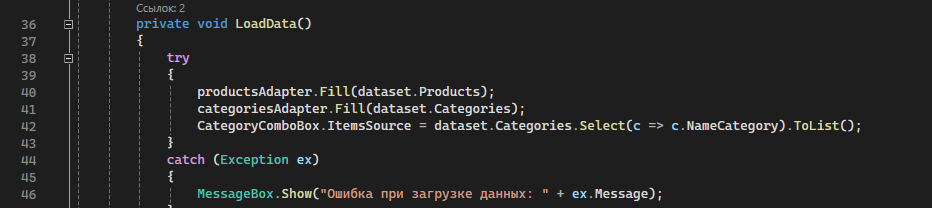 Ссылок: 2
36 private void LoadData()
37 {
38 try
39 {
40 productsAdapter.Fill(dataset.Products);
41 categoriesAdapter.Fill(dataset.Categories);
42 CategoryComboBox.ItemsSource = dataset.Categories.Select(c => c.NameCategory).ToList();
43 }
44 catch (Exception ex)
45 {
46 MessageBox.Show("Ошибка при загрузке данных: " + ex.Message);